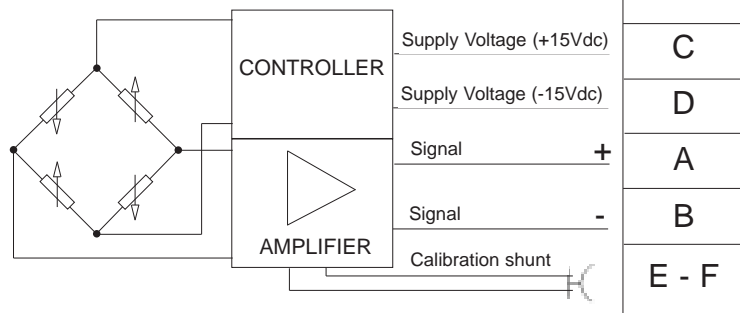 CONTROLLER
Supply Voltage (+15Vdc) C
Supply Voltage (-15Vdc) D
Signal + A
Signal - B
AMPLIFIER
Calibration shunt E - F